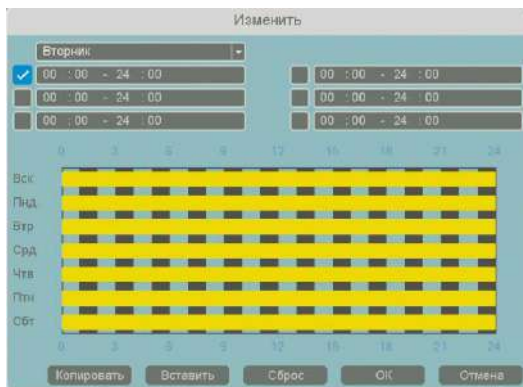 Изменить
Вторник
00 :00 - 24 :00 00 :00 - 24 :00
00 :00 - 24 :00 00 :00 - 24 :00
00 :00 - 24 :00 00 :00 - 24 :00
0 3 6 9 12 15 18 21 24
Вск
Пнд
Втр
Срд
Чтв
Птн
Сбт
0 3 6 9 12 15 18 21 24
Копировать Вставить Сброс OK Отмена